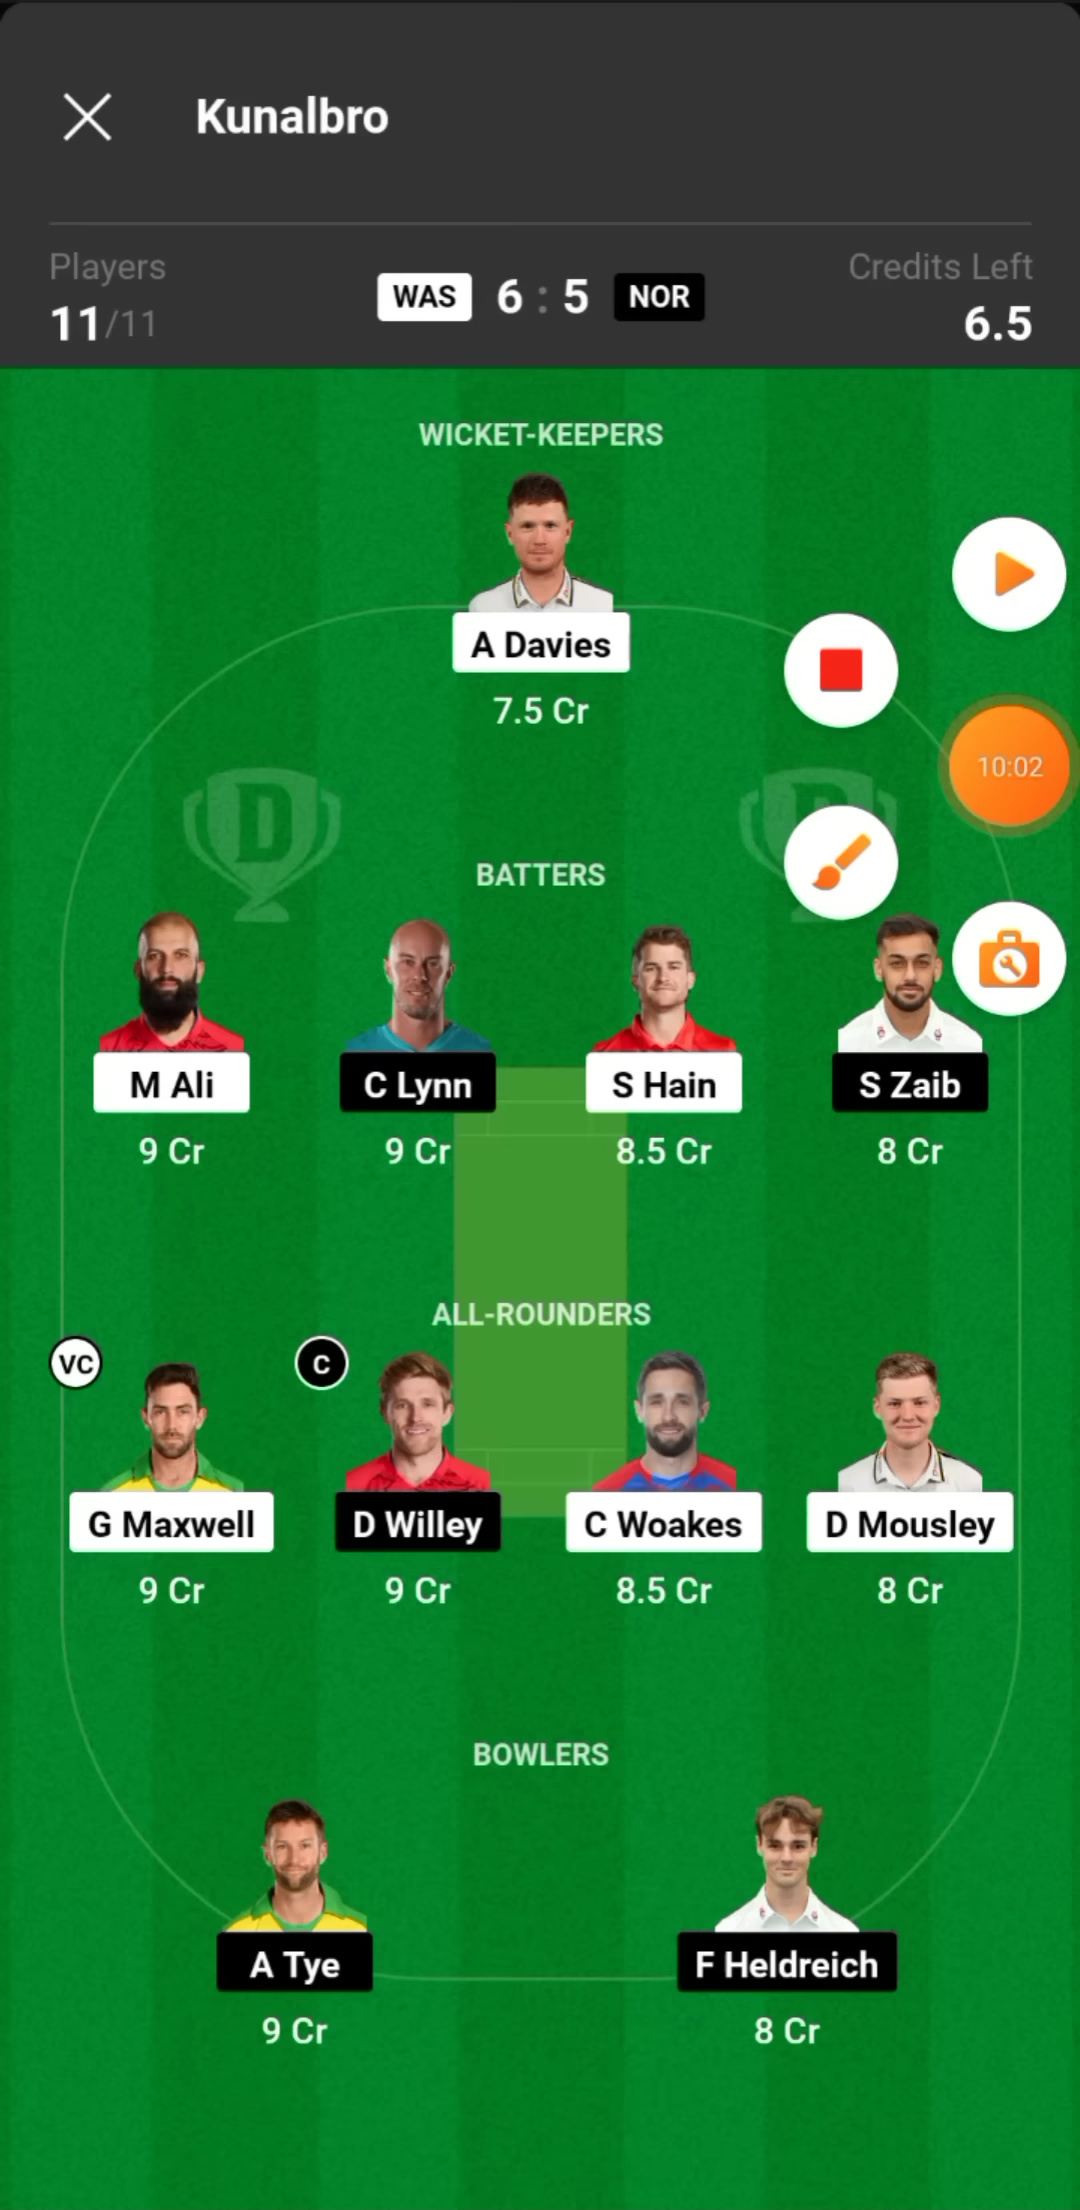 Kunalbro
Players
11/11
WAS 6 : 5 NOR
Credits Left
6.5
WICKET-KEEPERS
A Davies
7.5 Cr
10:02
D
BATTERS
M Ali C Lynn S Hain S Zaib
9 Cr 9 Cr 8.5 Cr 8 Cr
ALL-ROUNDERS
VC C
G Maxwell D Willey C Woakes D Mousley
9 Cr 9 Cr 8.5 Cr 8 Cr
BOWLERS
A Tye F Heldreich
9 Cr 8 Cr